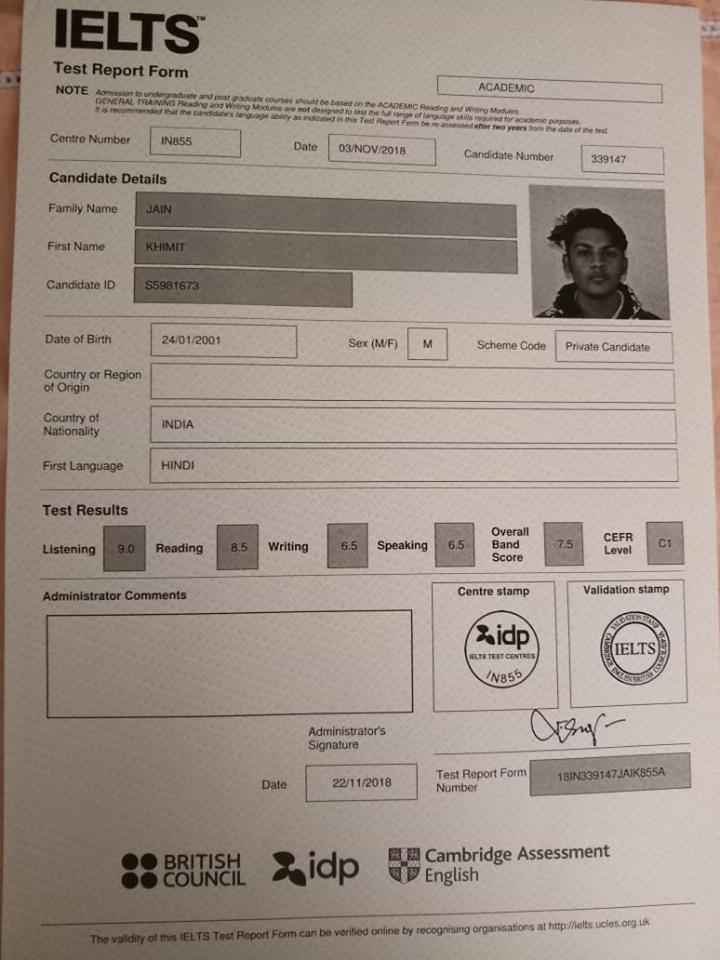 IELTS™
Test Report Form
ACADEMIC
NOTE Admission to undergraduate and post graduate courses should be based on the ACADEMIC Reading and Writing Modules.
GENERAL TRAINING Reading and Writing Modules are not designed to test the full range of language skills required for academic purposes.
It is recommended that the candidate's language ability as indicated in this Test Report Form be re-assessed after two years from the date of the test.
Centre Number IN855 Date 03/NOV/2018 Candidate Number 339147
Candidate Details
Family Name JAIN
First Name KHIMIT
Candidate ID S5981673
Date of Birth 24/01/2001 Sex (M/F) M Scheme Code Private Candidate
Country or Region
of Origin
Country of
Nationality INDIA
First Language HINDI
Test Results
Listening 9.0 Reading 8.5 Writing 6.5 Speaking 6.5 Overall Band Score 7.5 CEFR Level C1
Administrator Comments
Centre stamp
Validation stamp
idp
IELTS TEST CENTRES
IN855
VALIDATION STAMP
IELTS
Administrator's
Signature
Date 22/11/2018
Test Report Form
Number 18IN339147JAIK855A
BRITISH
COUNCIL
idp
Cambridge Assessment
English
The validity of this IELTS Test Report Form can be verified online by recognising organisations at http://ielts.ucles.org.uk